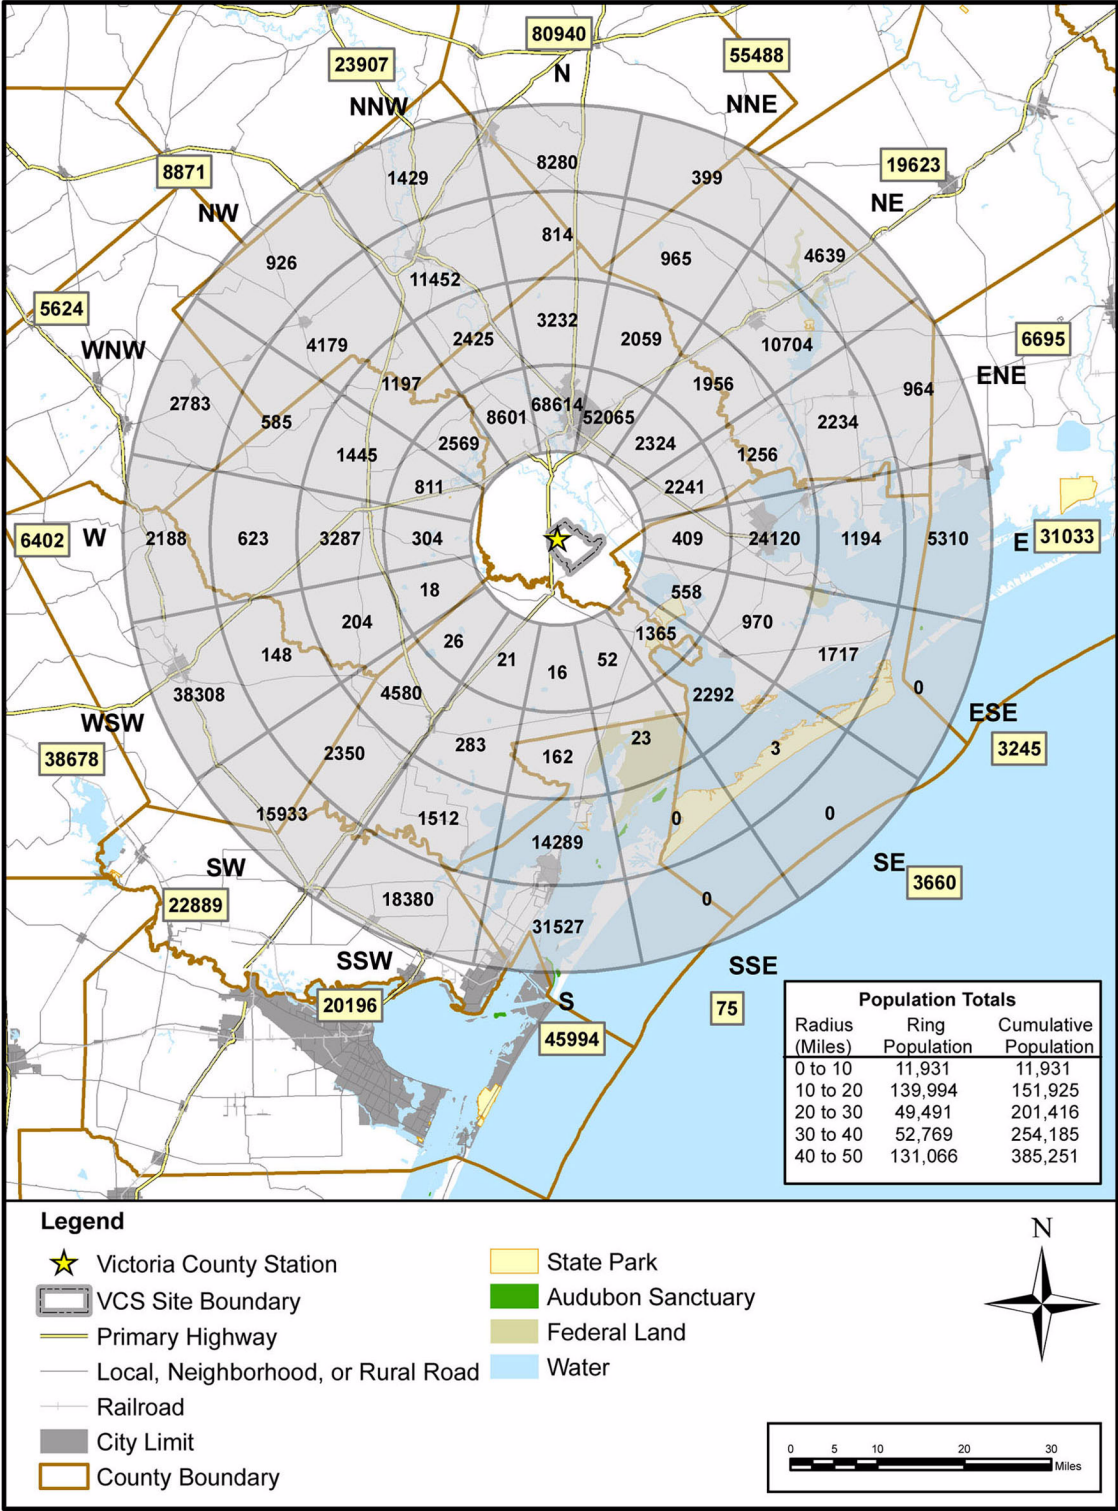 80940
55488
23907
N
NNW
NNE
8280
19623
8871
1429
399
NE
NW
814
4639
965
926
11452
5624
3232
6695
2425
2059
10704
4179
WNW
ENE
1197
1956
964
2783
68614
8601
52065
585
2234
2569
2324
1445
1256
811
2241
6402
W
2188
623
3287
304
409
24120
1194
5310
E
31033
18
558
204
970
1365
26
148
21
52
1717
16
38308
4580
2292
0
WSW
ESE
23
38678
2350
283
3
3245
162
15933
1512
0
0
14289
SW
SE
3660
18380
0
22889
31527
SSW
SSE
20196
S
75
45994
Population Totals
Radius Ring Cumulative
(Miles) Population Population
0 to 10 11,931 11,931
10 to 20 139,994 151,925
20 to 30 49,491 201,416
30 to 40 52,769 254,185
40 to 50 131,066 385,251
Legend
Victoria County Station
VCS Site Boundary
Primary Highway
Local, Neighborhood, or Rural Road
Railroad
City Limit
County Boundary
State Park
Audubon Sanctuary
Federal Land
Water
N
0 5 10 20 30
Miles